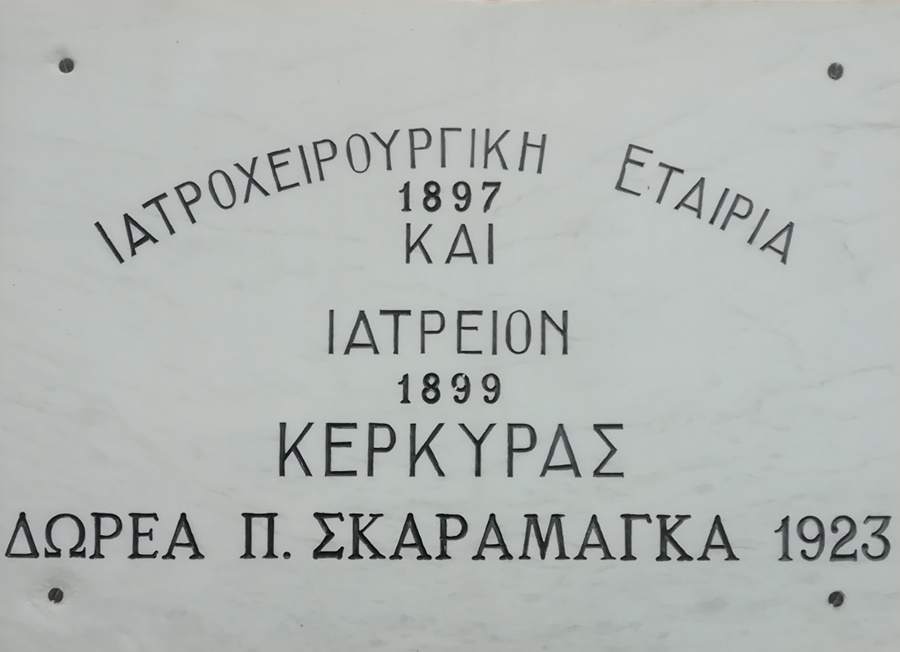 ΙΑΤΡΟΧΕΙΡΟΥΡΓΙΚΗ ΕΤΑΙΡΙΑ
1897
ΚΑΙ
ΙΑΤΡΕΙΟΝ
1899
ΚΕΡΚΥΡΑΣ
ΔΩΡΕΑ Π. ΣΚΑΡΑΜΑΓΚΑ 1923